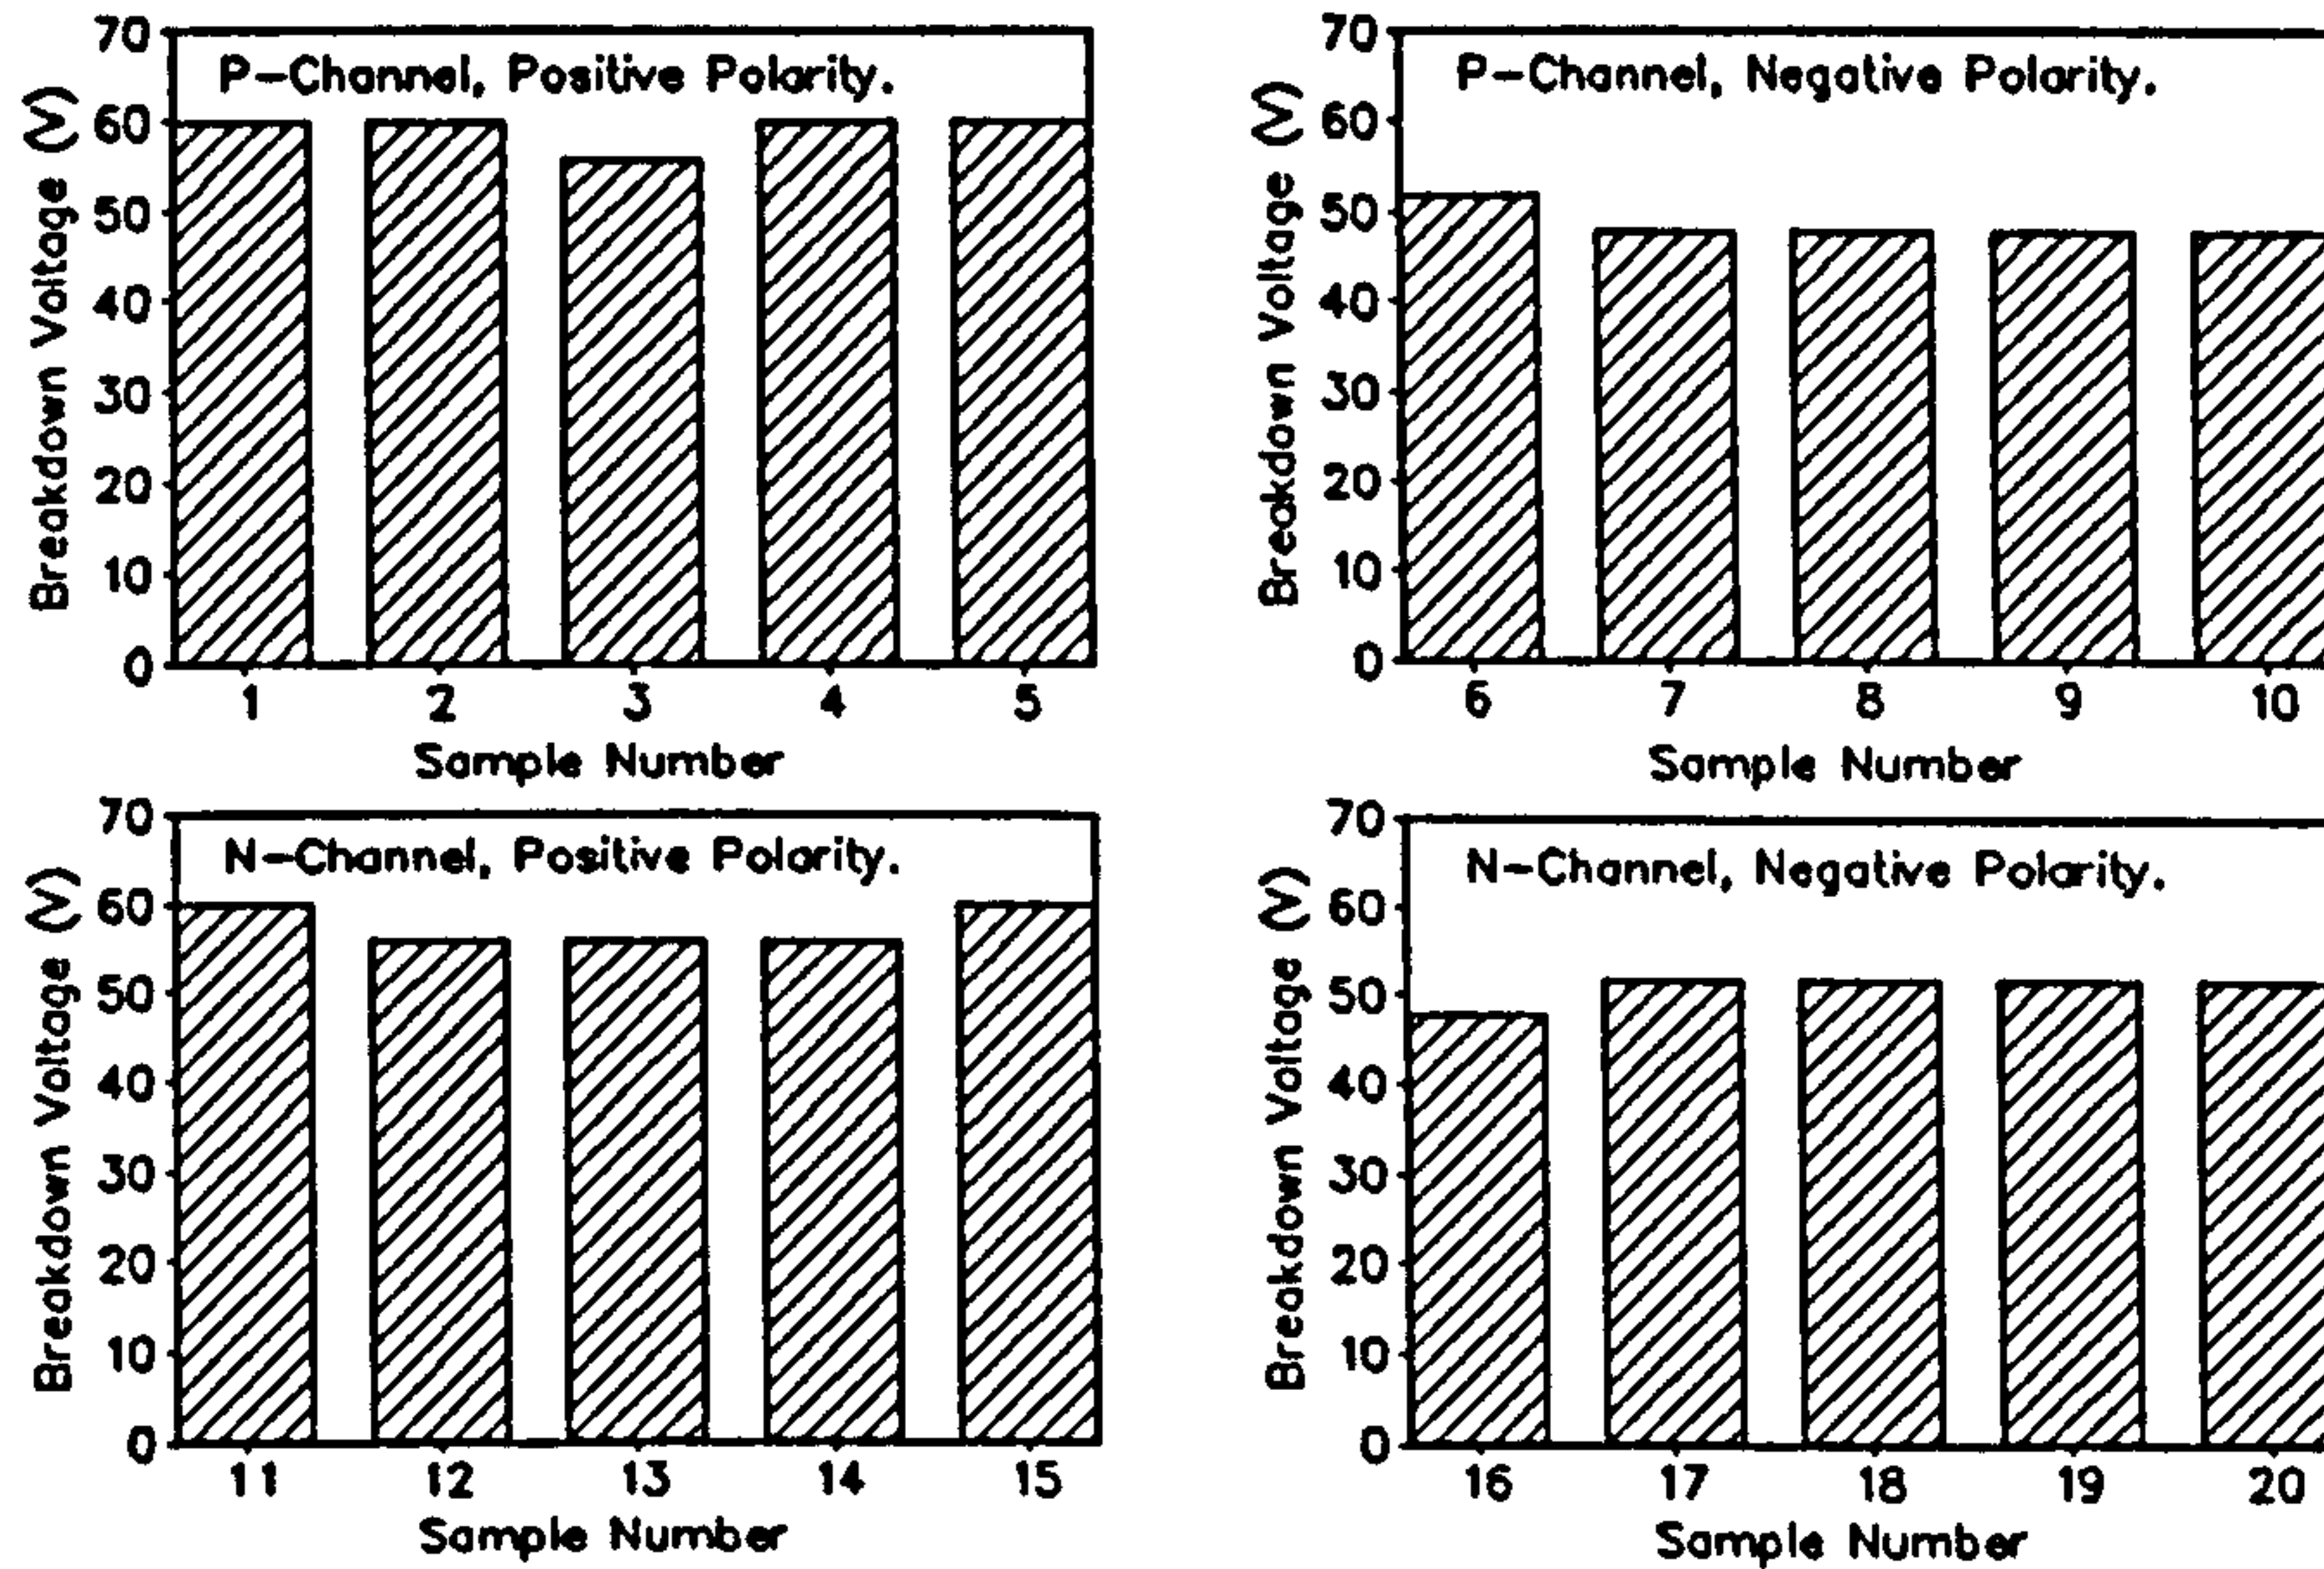 70
P-Channel, Positive Polarity.
60
50
40
30
20
10
0
Breakdown Voltage (V)
1 2 3 4 5
Sample Number
70
P-Channel, Negative Polarity.
60
50
40
30
20
10
0
Breakdown Voltage (V)
6 7 8 9 10
Sample Number
70
N-Channel, Positive Polarity.
60
50
40
30
20
10
0
Breakdown Voltage (V)
11 12 13 14 15
Sample Number
70
N-Channel, Negative Polarity.
60
50
40
30
20
10
0
Breakdown Voltage (V)
16 17 18 19 20
Sample Number